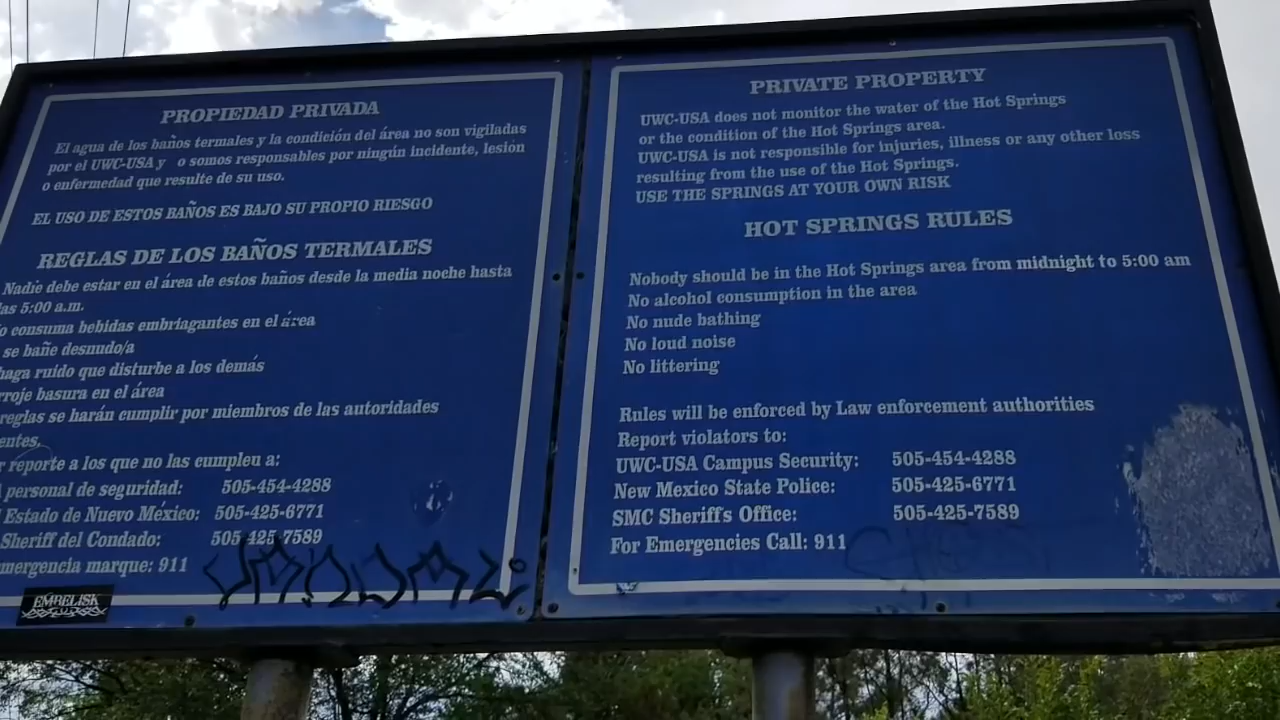 PROPIEDAD PRIVADA
El agua de los baños termales y la condición del área no son vigiladas
por el UWC-USA y o somos responsables por ningún incidente, lesión
o enfermedad que resulte de su uso.
EL USO DE ESTOS BAÑOS ES BAJO SU PROPIO RIESGO
REGLAS DE LOS BAÑOS TERMALES
Nadie debe estar en el área de estos baños desde la media noche hasta
las 5:00 a.m.
o consuma bebidas embriagantes en el área
se bañe desnudo/a
haga ruído que disturbe a los demás
rroje basura en el área
reglas se harán cumplir por miembros de las autoridades
entes.
r reporte a los que no las cumpleu a:
personal de seguridad: 505-454-4288
Estado de Nuevo México: 505-425-6771
Sheriff del Condado: 505-425-7589
mergencia marque: 911
EMBELISK
PRIVATE PROPERTY
UWC-USA does not monitor the water of the Hot Springs
or the condition of the Hot Springs area.
UWC-USA is not responsible for injuries, illness or any other loss
resulting from the use of the Hot Springs.
USE THE SPRINGS AT YOUR OWN RISK
HOT SPRINGS RULES
Nobody should be in the Hot Springs area from midnight to 5:00 am
No alcohol consumption in the area
No nude bathing
No loud noise
No littering
Rules will be enforced by Law enforcement authorities
Report violators to:
UWC-USA Campus Security: 505-454-4288
New Mexico State Police: 505-425-6771
SMC Sheriff's Office: 505-425-7589
For Emergencies Call: 911